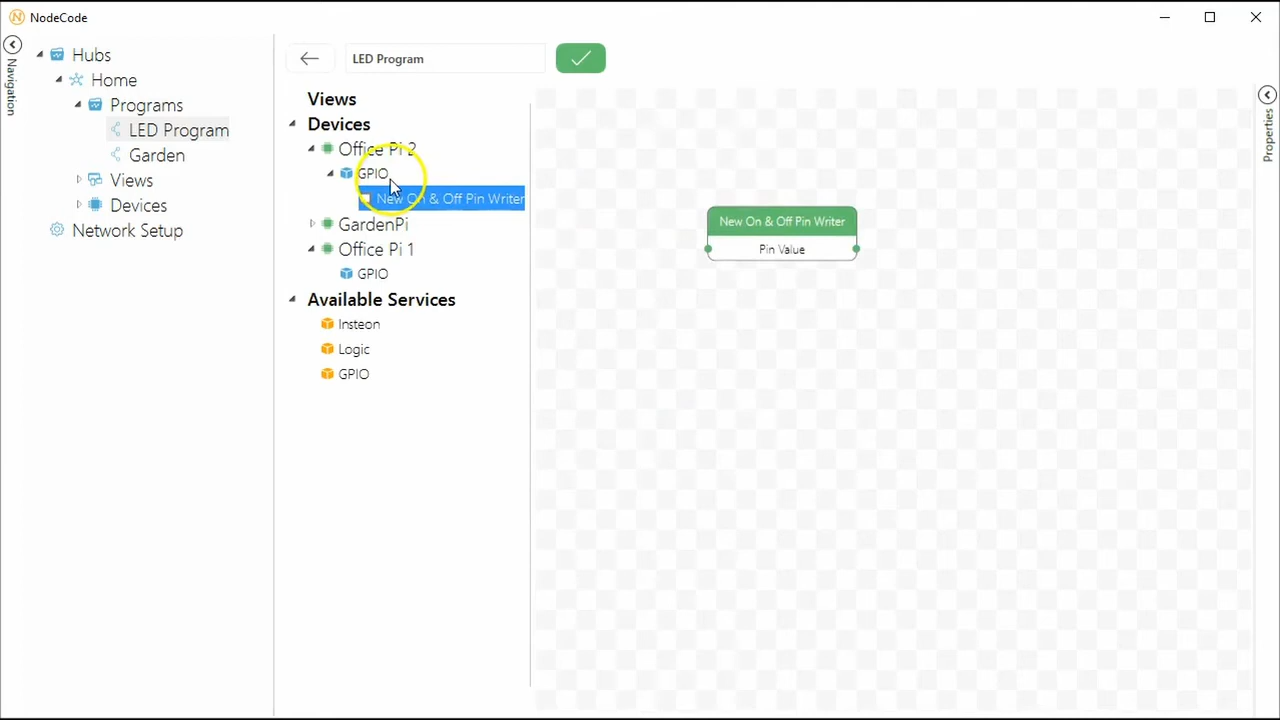 NodeCode
Navigation
Hubs
Home
Programs
LED Program
Garden
Views
Devices
Network Setup
LED Program
Views
Devices
Office Pi 2
GPIO
New On & Off Pin Writer
GardenPi
Office Pi 1
GPIO
Available Services
Insteon
Logic
GPIO
New On & Off Pin Writer
Pin Value
Properties